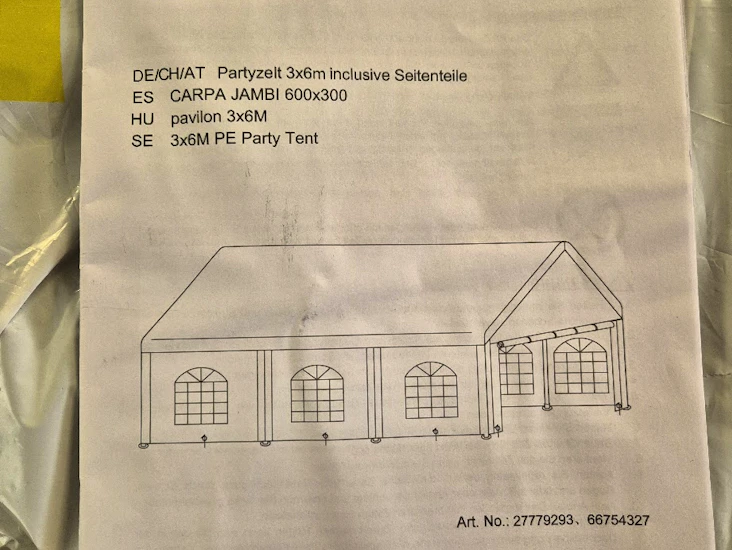 DE/CH/AT Partyzelt 3x6m inclusive Seitenteile
ES CARPA JAMBI 600x300
HU pavilon 3x6M
SE 3x6M PE Party Tent
Art. No.: 27779293、66754327